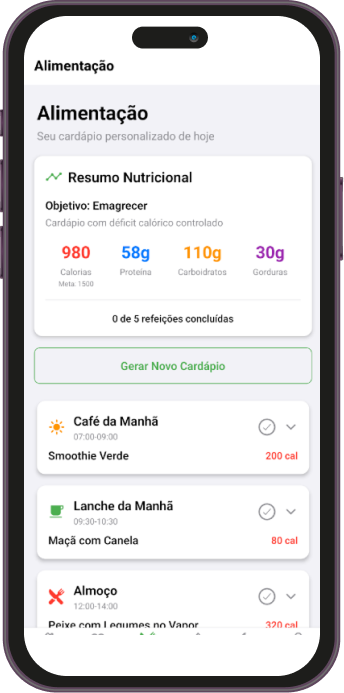 Alimentação
Alimentação
Seu cardápio personalizado de hoje
Resumo Nutricional
Objetivo: Emagrecer
Cardápio com déficit calórico controlado
980 58g 110g 30g
Calorias Proteína Carboidratos Gorduras
Meta: 1500
0 de 5 refeições concluídas
Gerar Novo Cardápio
Café da Manhã
07:00-09:00
Smoothie Verde 200 cal
Lanche da Manhã
09:30-10:30
Maçã com Canela 80 cal
Almoço
12:00-14:00
Peixe com Legumes no Vapor 320 cal